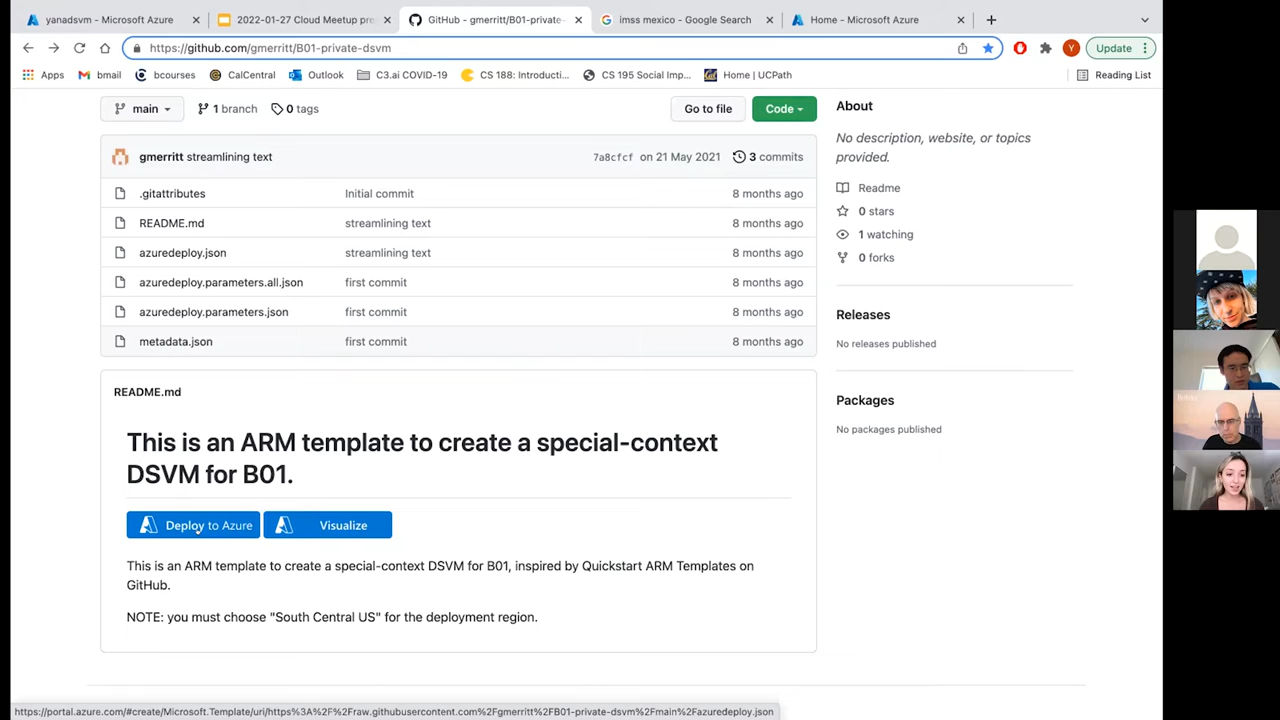 yanadsvm - Microsoft Azure
2022-01-27 Cloud Meetup pre
GitHub - gmerritt/B01-private-
imss mexico - Google Search
Home - Microsoft Azure
https://github.com/gmerritt/B01-private-dsvm
Y
Update
Apps
bmail
bcourses
CalCentral
Outlook
C3.ai COVID-19
CS 188: Introducti...
CS 195 Social Imp...
Home | UCPath
Reading List
main
1 branch
0 tags
Go to file
Code
gmerritt streamlining text
7a8cfcf on 21 May 2021
3 commits
.gitattributes Initial commit 8 months ago
README.md streamlining text 8 months ago
azuredeploy.json streamlining text 8 months ago
azuredeploy.parameters.all.json first commit 8 months ago
azuredeploy.parameters.json first commit 8 months ago
metadata.json first commit 8 months ago
README.md
This is an ARM template to create a special-context
DSVM for B01.
Deploy to Azure
Visualize
This is an ARM template to create a special-context DSVM for B01, inspired by Quickstart ARM Templates on
GitHub.
NOTE: you must choose "South Central US" for the deployment region.
About
No description, website, or topics
provided.
Readme
0 stars
1 watching
0 forks
Releases
No releases published
Packages
No packages published
https://portal.azure.com/#create/Microsoft.Template/uri/https%3A%2F%2Fraw.githubusercontent.com%2Fgmerritt%2FB01-private-dsvm%2Fmain%2Fazuredeploy.json